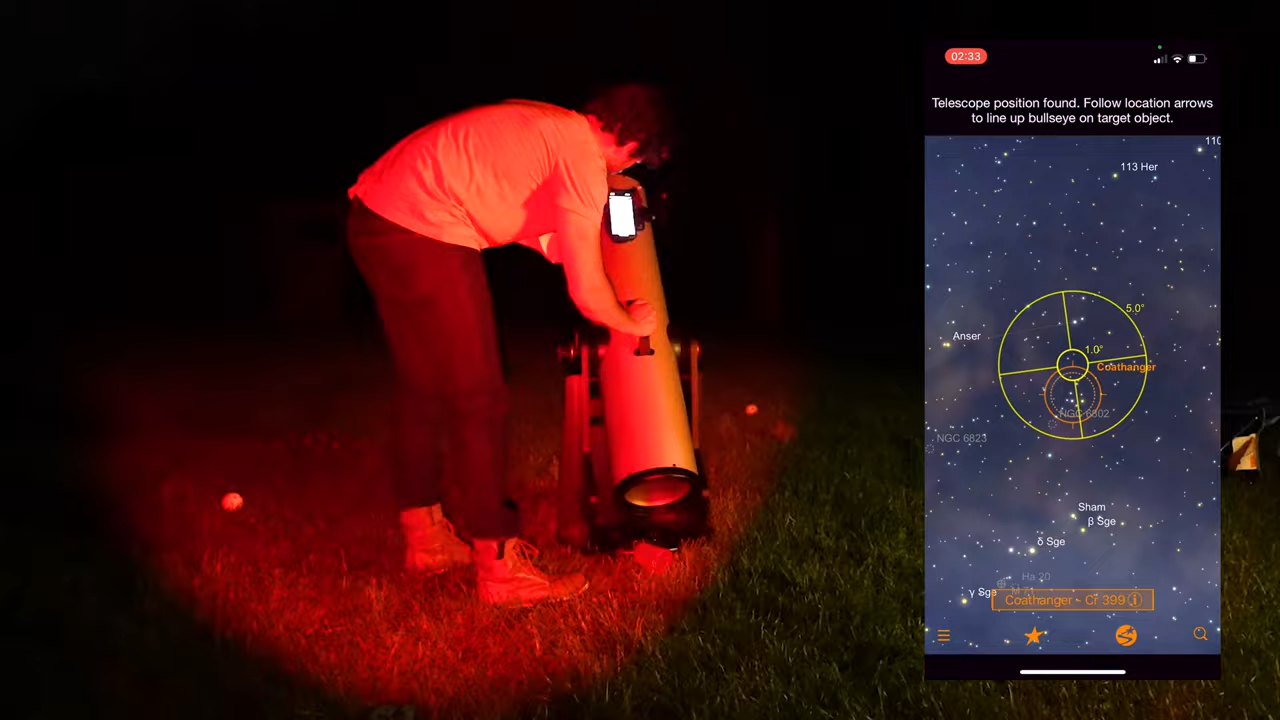 02:33
Telescope position found. Follow location arrows
to line up bullseye on target object.
110
113 Her
5.0°
Anser
1.0°
Coathanger
NGC 6802
NGC 6823
Sham
β Sge
δ Sge
Ha 20
γ Sge
Coathanger - Cr 399